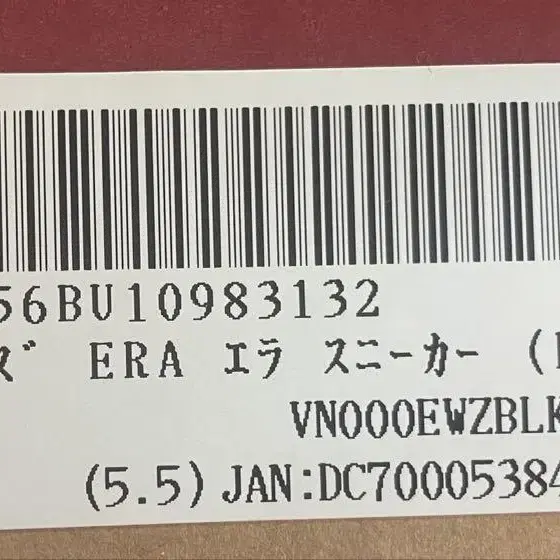 56BU10983132
ズ ERA エラ スニーカー (
VN000EWZBLK
(5.5) JAN:DC70005384